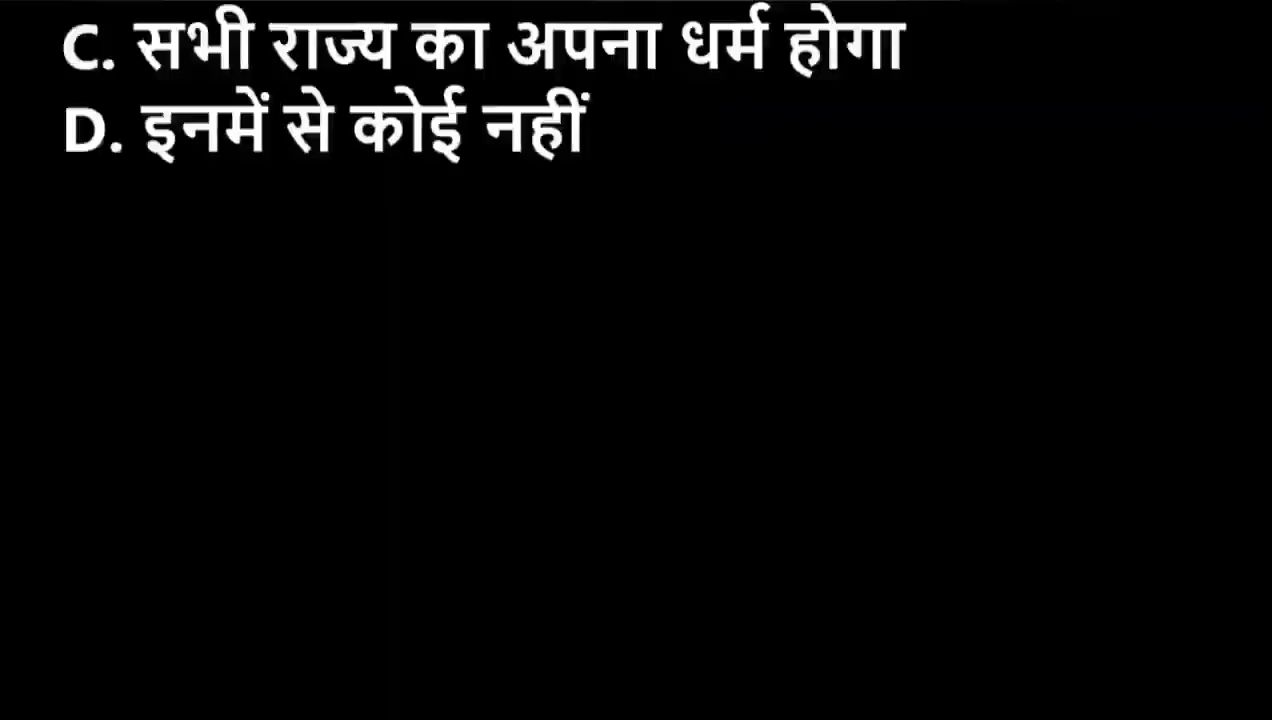 C. सभी राज्य का अपना धर्म होगा
D. इनमें से कोई नहीं